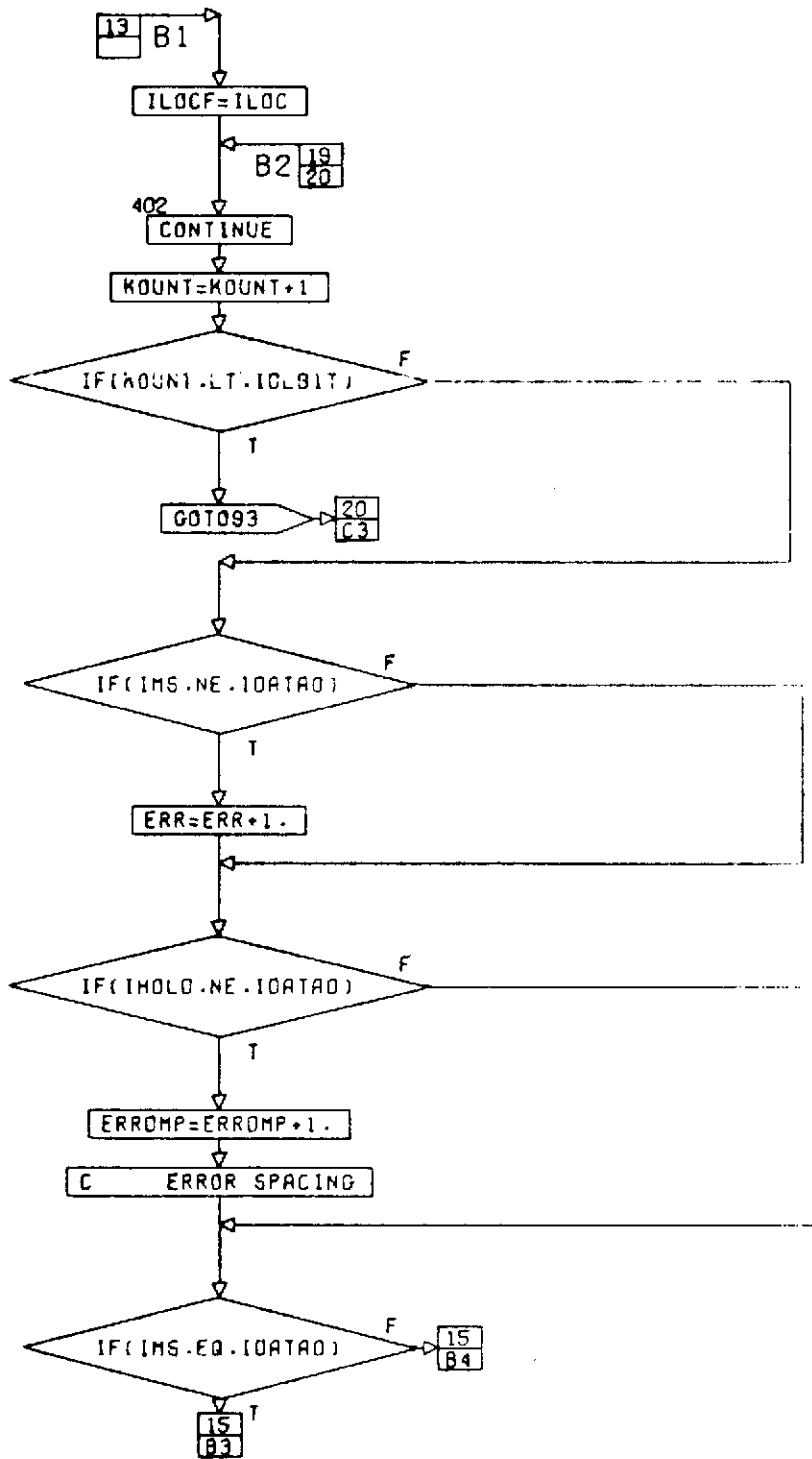 13
B1
ILOCF=ILOC
B2
19
20
402
CONTINUE
KOUNT=KOUNT+1
F
IF(KOUNT.LT.IDLBIT)
T
GOTO93
20
C3
F
IF(IMS.NE.IDATAO)
T
ERR=ERR+1.
F
IF(IHOLD.NE.IDATAO)
T
ERROMP=ERROMP+1.
C ERROR SPACING
F
IF(IMS.EQ.IDATAO)
15
B4
T
15
B3